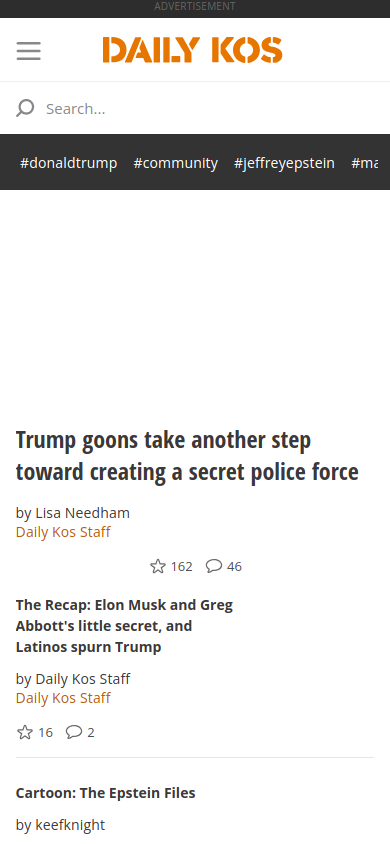 ADVERTISEMENT
DAILY KOS
Search...
#donaldtrump #community #jeffreyepstein #ma
Trump goons take another step
toward creating a secret police force
by Lisa Needham
Daily Kos Staff
162 46
The Recap: Elon Musk and Greg
Abbott's little secret, and
Latinos spurn Trump
by Daily Kos Staff
Daily Kos Staff
16 2
Cartoon: The Epstein Files
by keefknight